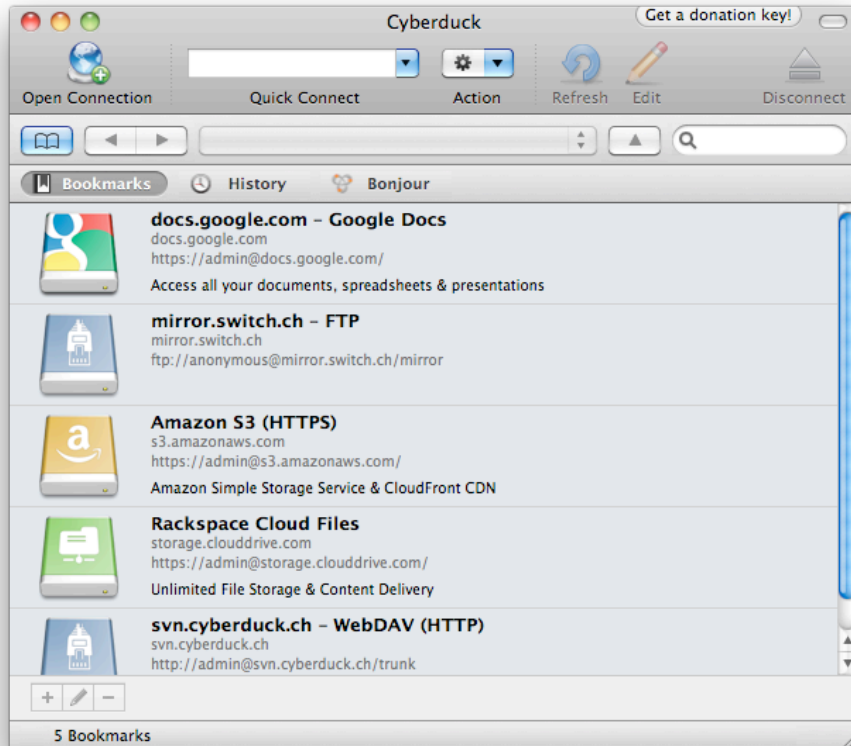 Cyberduck
Get a donation key!
Open Connection
Quick Connect
Action
Refresh
Edit
Disconnect
Bookmarks
History
Bonjour
docs.google.com – Google Docs
docs.google.com
https://admin@docs.google.com/
Access all your documents, spreadsheets & presentations
mirror.switch.ch – FTP
mirror.switch.ch
ftp://anonymous@mirror.switch.ch/mirror
a
Amazon S3 (HTTPS)
s3.amazonaws.com
https://admin@s3.amazonaws.com/
Amazon Simple Storage Service & CloudFront CDN
Rackspace Cloud Files
storage.clouddrive.com
https://admin@storage.clouddrive.com/
Unlimited File Storage & Content Delivery
svn.cyberduck.ch – WebDAV (HTTP)
svn.cyberduck.ch
http://admin@svn.cyberduck.ch/trunk
5 Bookmarks